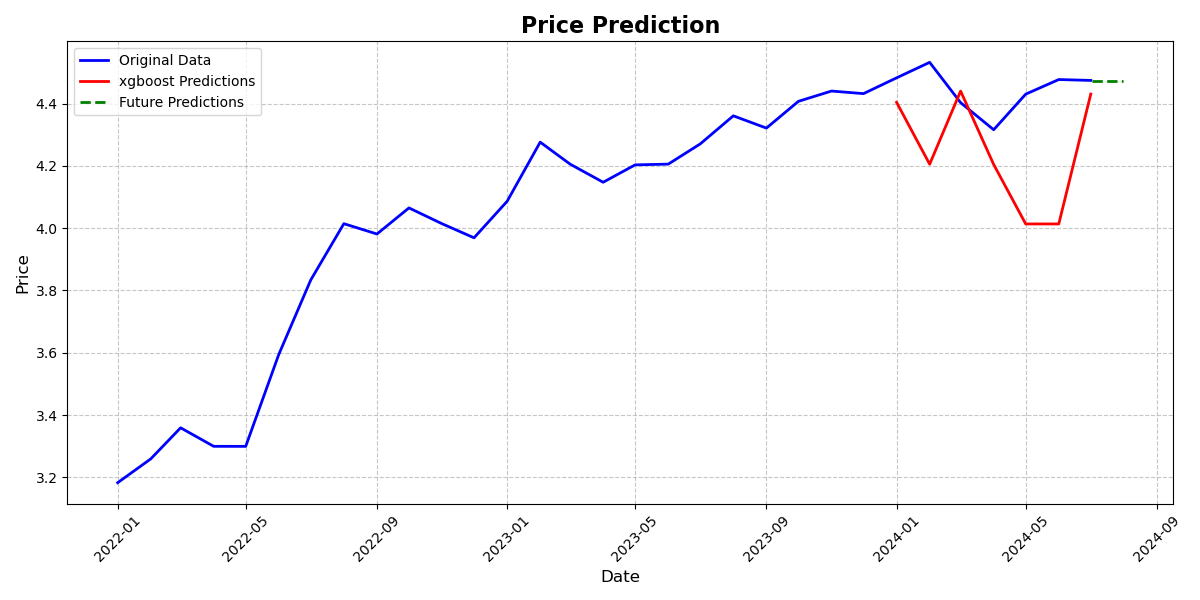 Price Prediction
Original Data
xgboost Predictions
Future Predictions
Price
4.4
4.2
4.0
3.8
3.6
3.4
3.2
2022-01
2022-05
2022-09
2023-01
2023-05
2023-09
2024-01
2024-05
2024-09
Date